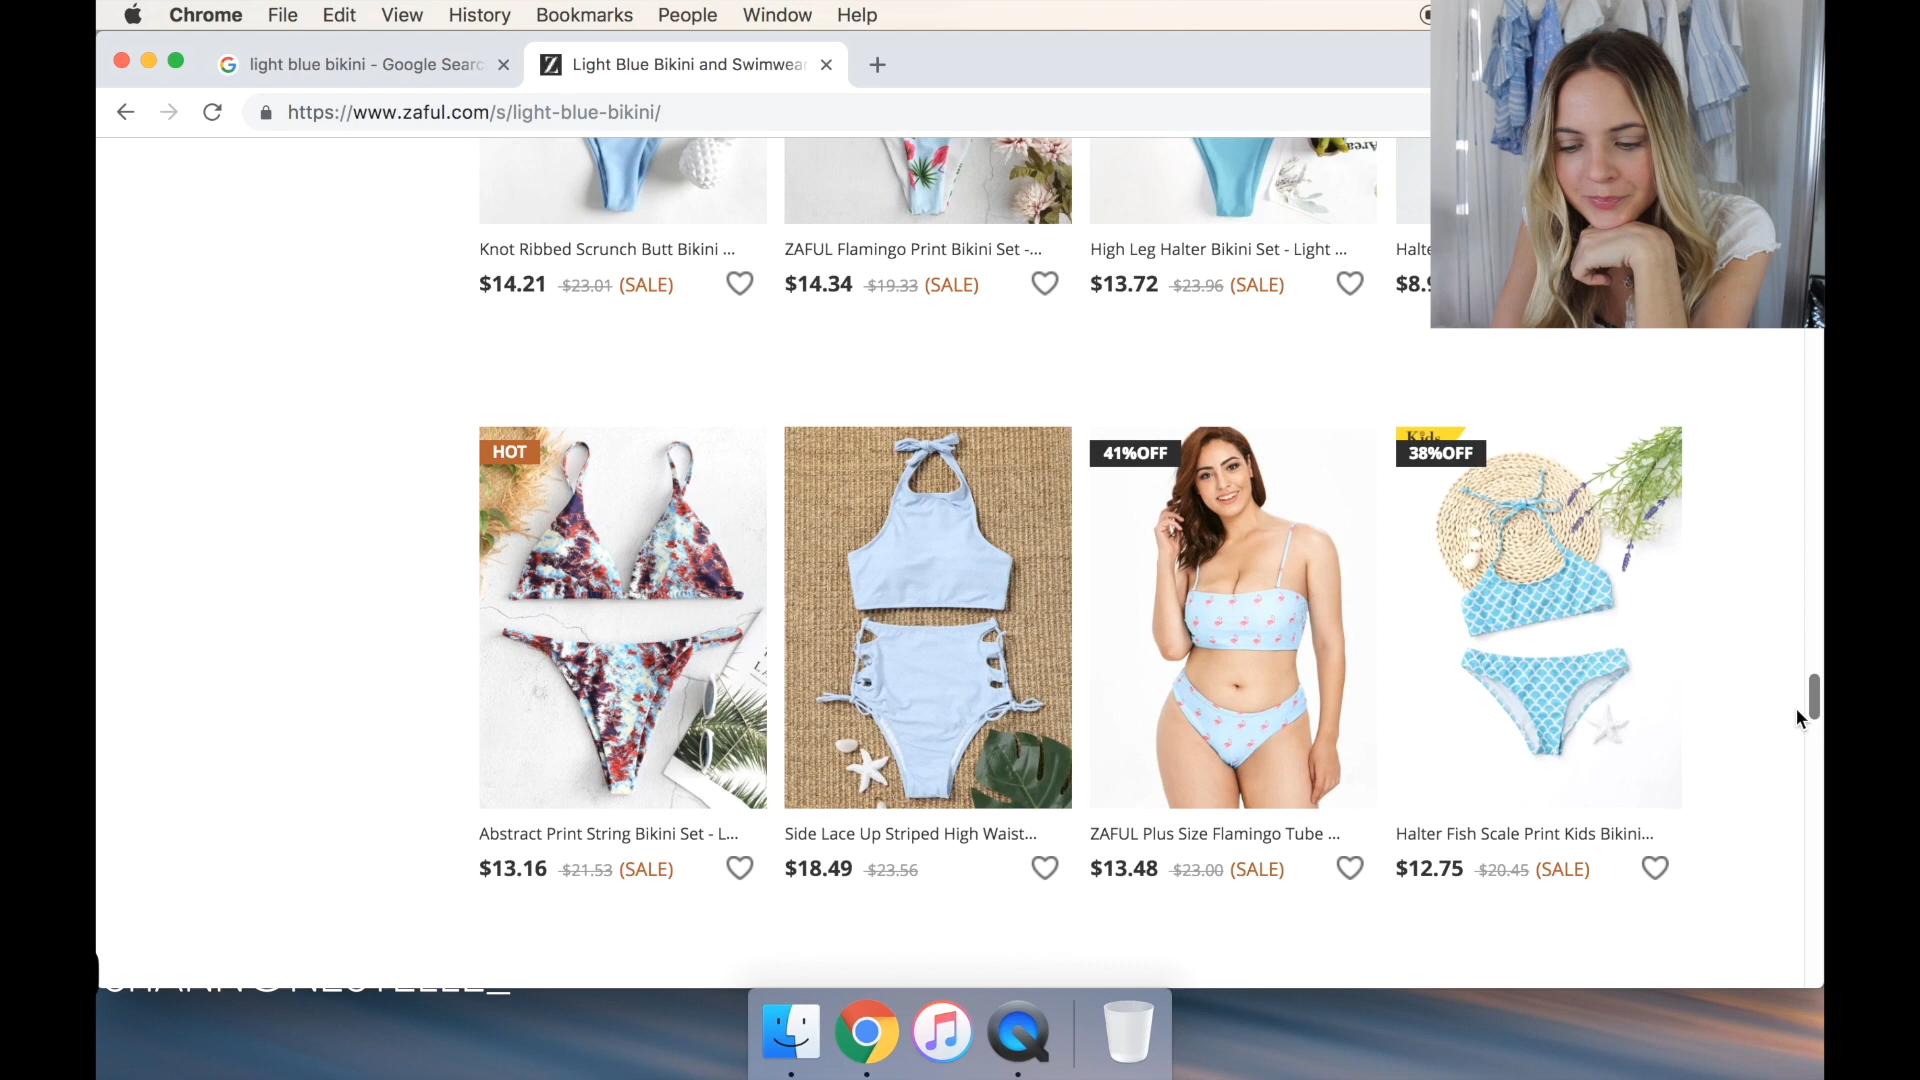 Chrome File Edit View History Bookmarks People Window Help
light blue bikini - Google Searc
Light Blue Bikini and Swimwear
https://www.zaful.com/s/light-blue-bikini/
Knot Ribbed Scrunch Butt Bikini ...
ZAFUL Flamingo Print Bikini Set -...
High Leg Halter Bikini Set - Light ...
Halte
$14.21 $23.01 (SALE)
$14.34 $19.33 (SALE)
$13.72 $23.96 (SALE)
$8.9
HOT
41%OFF
Kids
38%OFF
Abstract Print String Bikini Set - L...
Side Lace Up Striped High Waist...
ZAFUL Plus Size Flamingo Tube ...
Halter Fish Scale Print Kids Bikini...
$13.16 $21.53 (SALE)
$18.49 $23.56
$13.48 $23.00 (SALE)
$12.75 $20.45 (SALE)